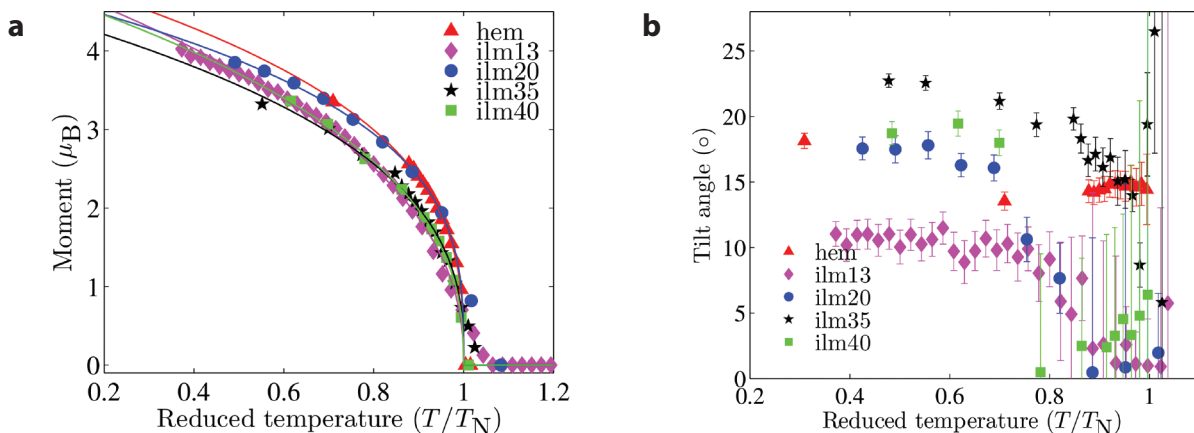 a
4
3
2
1
0
Moment (μB)
hem
ilm13
ilm20
ilm35
ilm40
0.2 0.4 0.6 0.8 1 1.2
Reduced temperature (T/TN)
b
25
20
15
10
5
0
Tilt angle (○)
hem
ilm13
ilm20
ilm35
ilm40
0.2 0.4 0.6 0.8 1
Reduced temperature (T/TN)